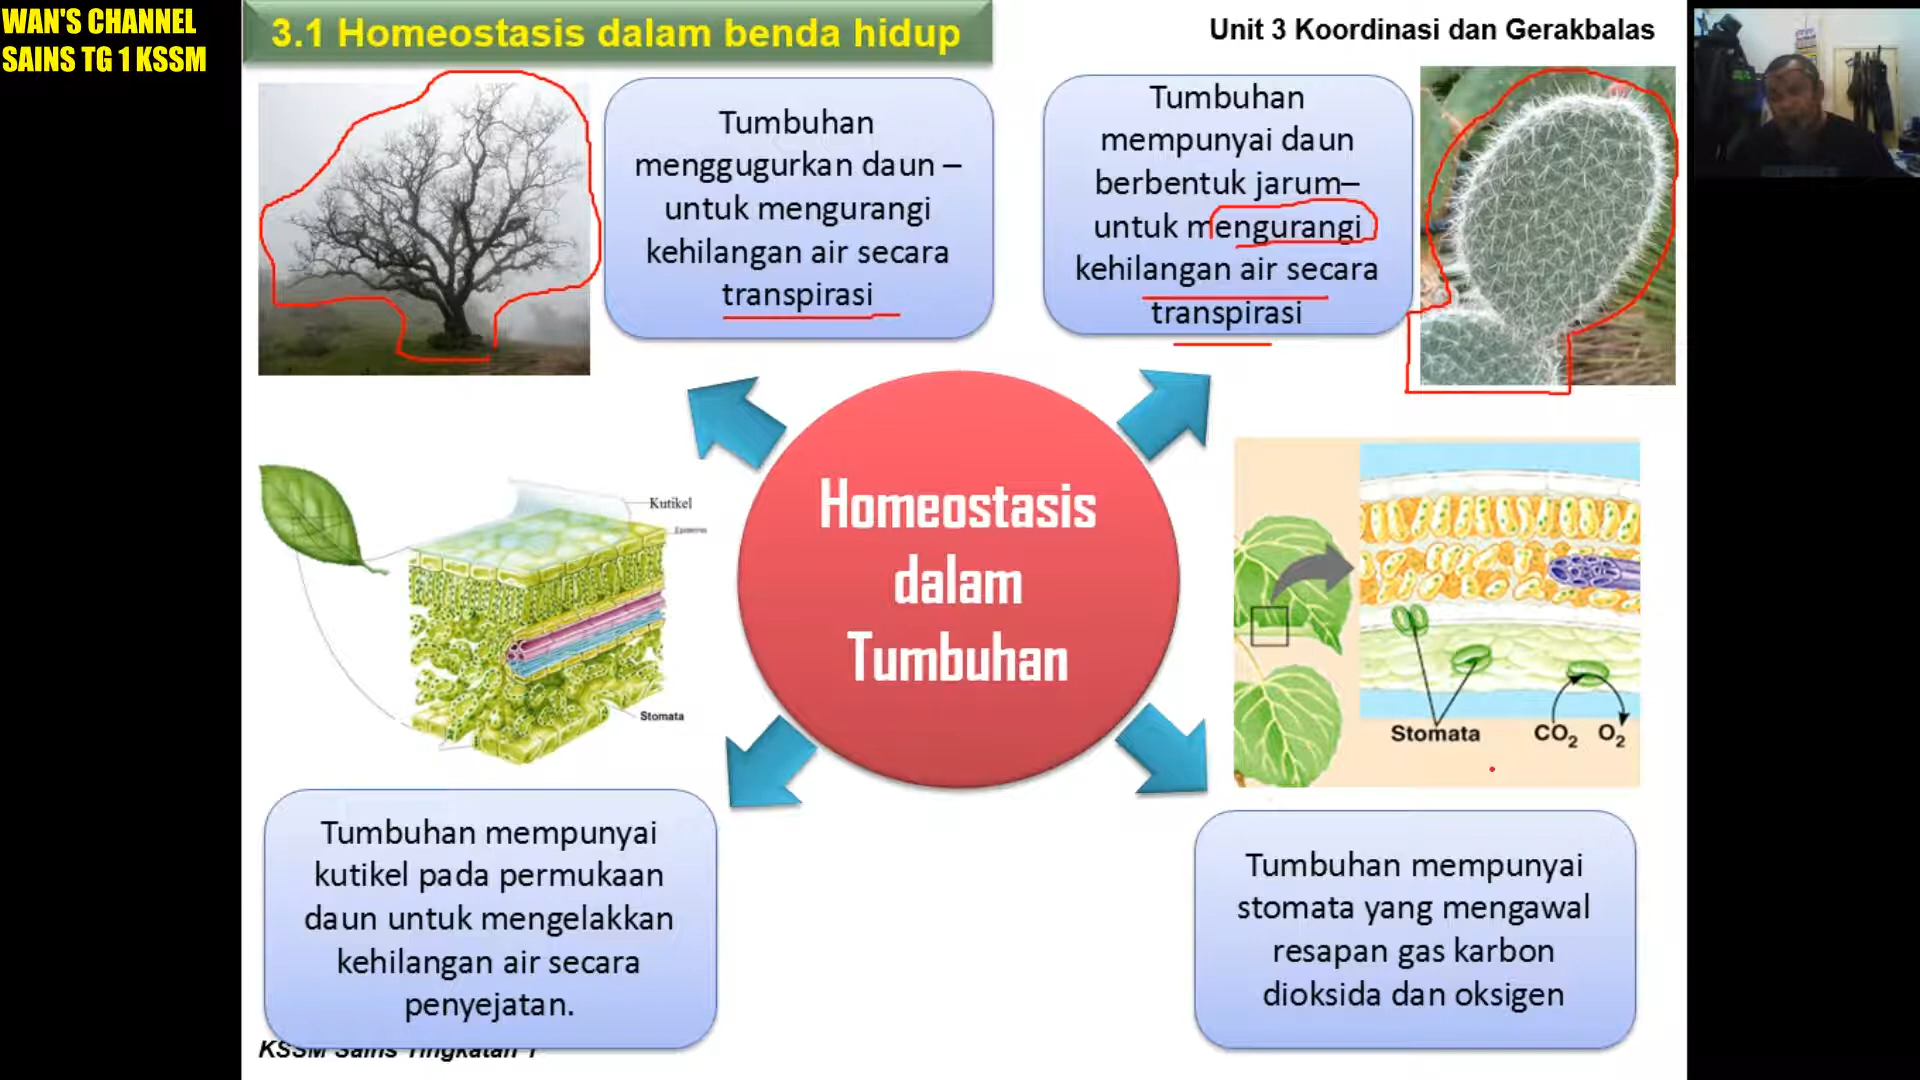 WAN'S CHANNEL
SAINS TG 1 KSSM
3.1 Homeostasis dalam benda hidup
Unit 3 Koordinasi dan Gerakbalas
Tumbuhan
menggugurkan daun –
untuk mengurangi
kehilangan air secara
transpirasi
Tumbuhan
mempunyai daun
berbentuk jarum–
untuk mengurangi
kehilangan air secara
transpirasi
Kutikel
Epidermis
Stomata
Homeostasis
dalam
Tumbuhan
Stomata
CO₂ O₂
Tumbuhan mempunyai
kutikel pada permukaan
daun untuk mengelakkan
kehilangan air secara
penyejatan.
Tumbuhan mempunyai
stomata yang mengawal
resapan gas karbon
dioksida dan oksigen
KSSM Sains Tingkatan 1